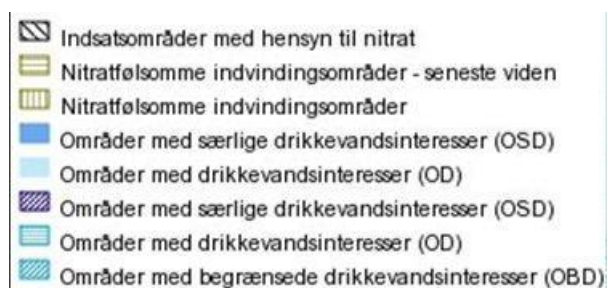 Indsatsområder med hensyn til nitrat
Nitratfølsomme indvindingsområder - seneste viden
Nitratfølsomme indvindingsområder
Områder med særlige drikkevandsinteresser (OSD)
Områder med drikkevandsinteresser (OD)
Områder med særlige drikkevandsinteresser (OSD)
Områder med drikkevandsinteresser (OD)
Områder med begrænsede drikkevandsinteresser (OBD)